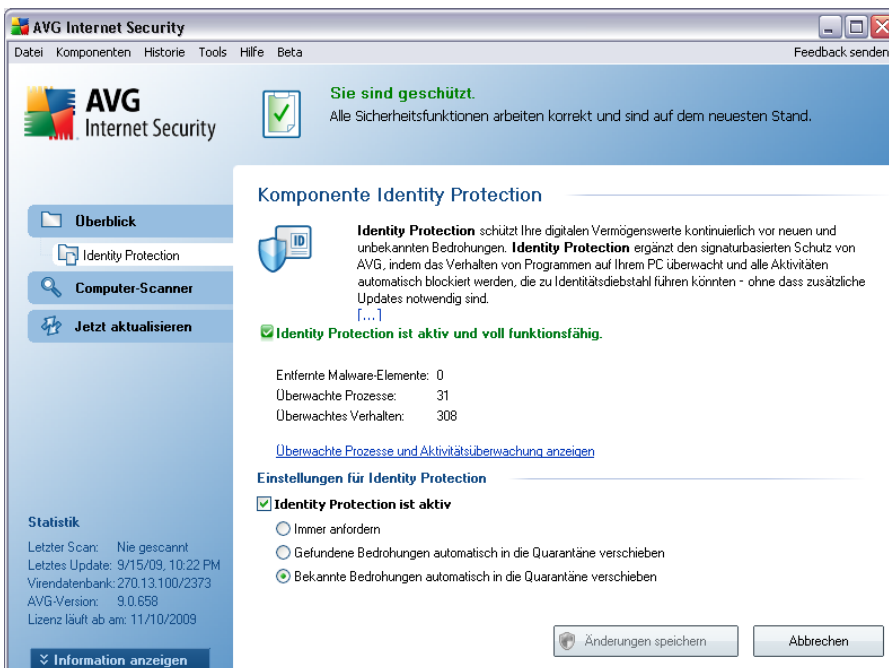 AVG Internet Security
Datei Komponenten Historie Tools Hilfe Beta Feedback senden
AVG
Internet Security
Sie sind geschützt.
Alle Sicherheitsfunktionen arbeiten korrekt und sind auf dem neuesten Stand.
Überblick
Identity Protection
Computer-Scanner
Jetzt aktualisieren
Komponente Identity Protection
ID
Identity Protection schützt Ihre digitalen Vermögenswerte kontinuierlich vor neuen und
unbekannten Bedrohungen. Identity Protection ergänzt den signaturbasierten Schutz von
AVG, indem das Verhalten von Programmen auf Ihrem PC überwacht und alle Aktivitäten
automatisch blockiert werden, die zu Identitätsdiebstahl führen könnten - ohne dass zusätzliche
Updates notwendig sind.
[...]
Identity Protection ist aktiv und voll funktionsfähig.
Entfernte Malware-Elemente: 0
Überwachte Prozesse: 31
Überwachtes Verhalten: 308
Überwachte Prozesse und Aktivitätsüberwachung anzeigen
Einstellungen für Identity Protection
Identity Protection ist aktiv
Immer anfordern
Gefundene Bedrohungen automatisch in die Quarantäne verschieben
Bekannte Bedrohungen automatisch in die Quarantäne verschieben
Änderungen speichern Abbrechen
Statistik
Letzter Scan: Nie gescannt
Letztes Update: 9/15/09, 10:22 PM
Virendatenbank: 270.13.100/2373
AVG-Version: 9.0.658
Lizenz läuft ab am: 11/10/2009
Information anzeigen